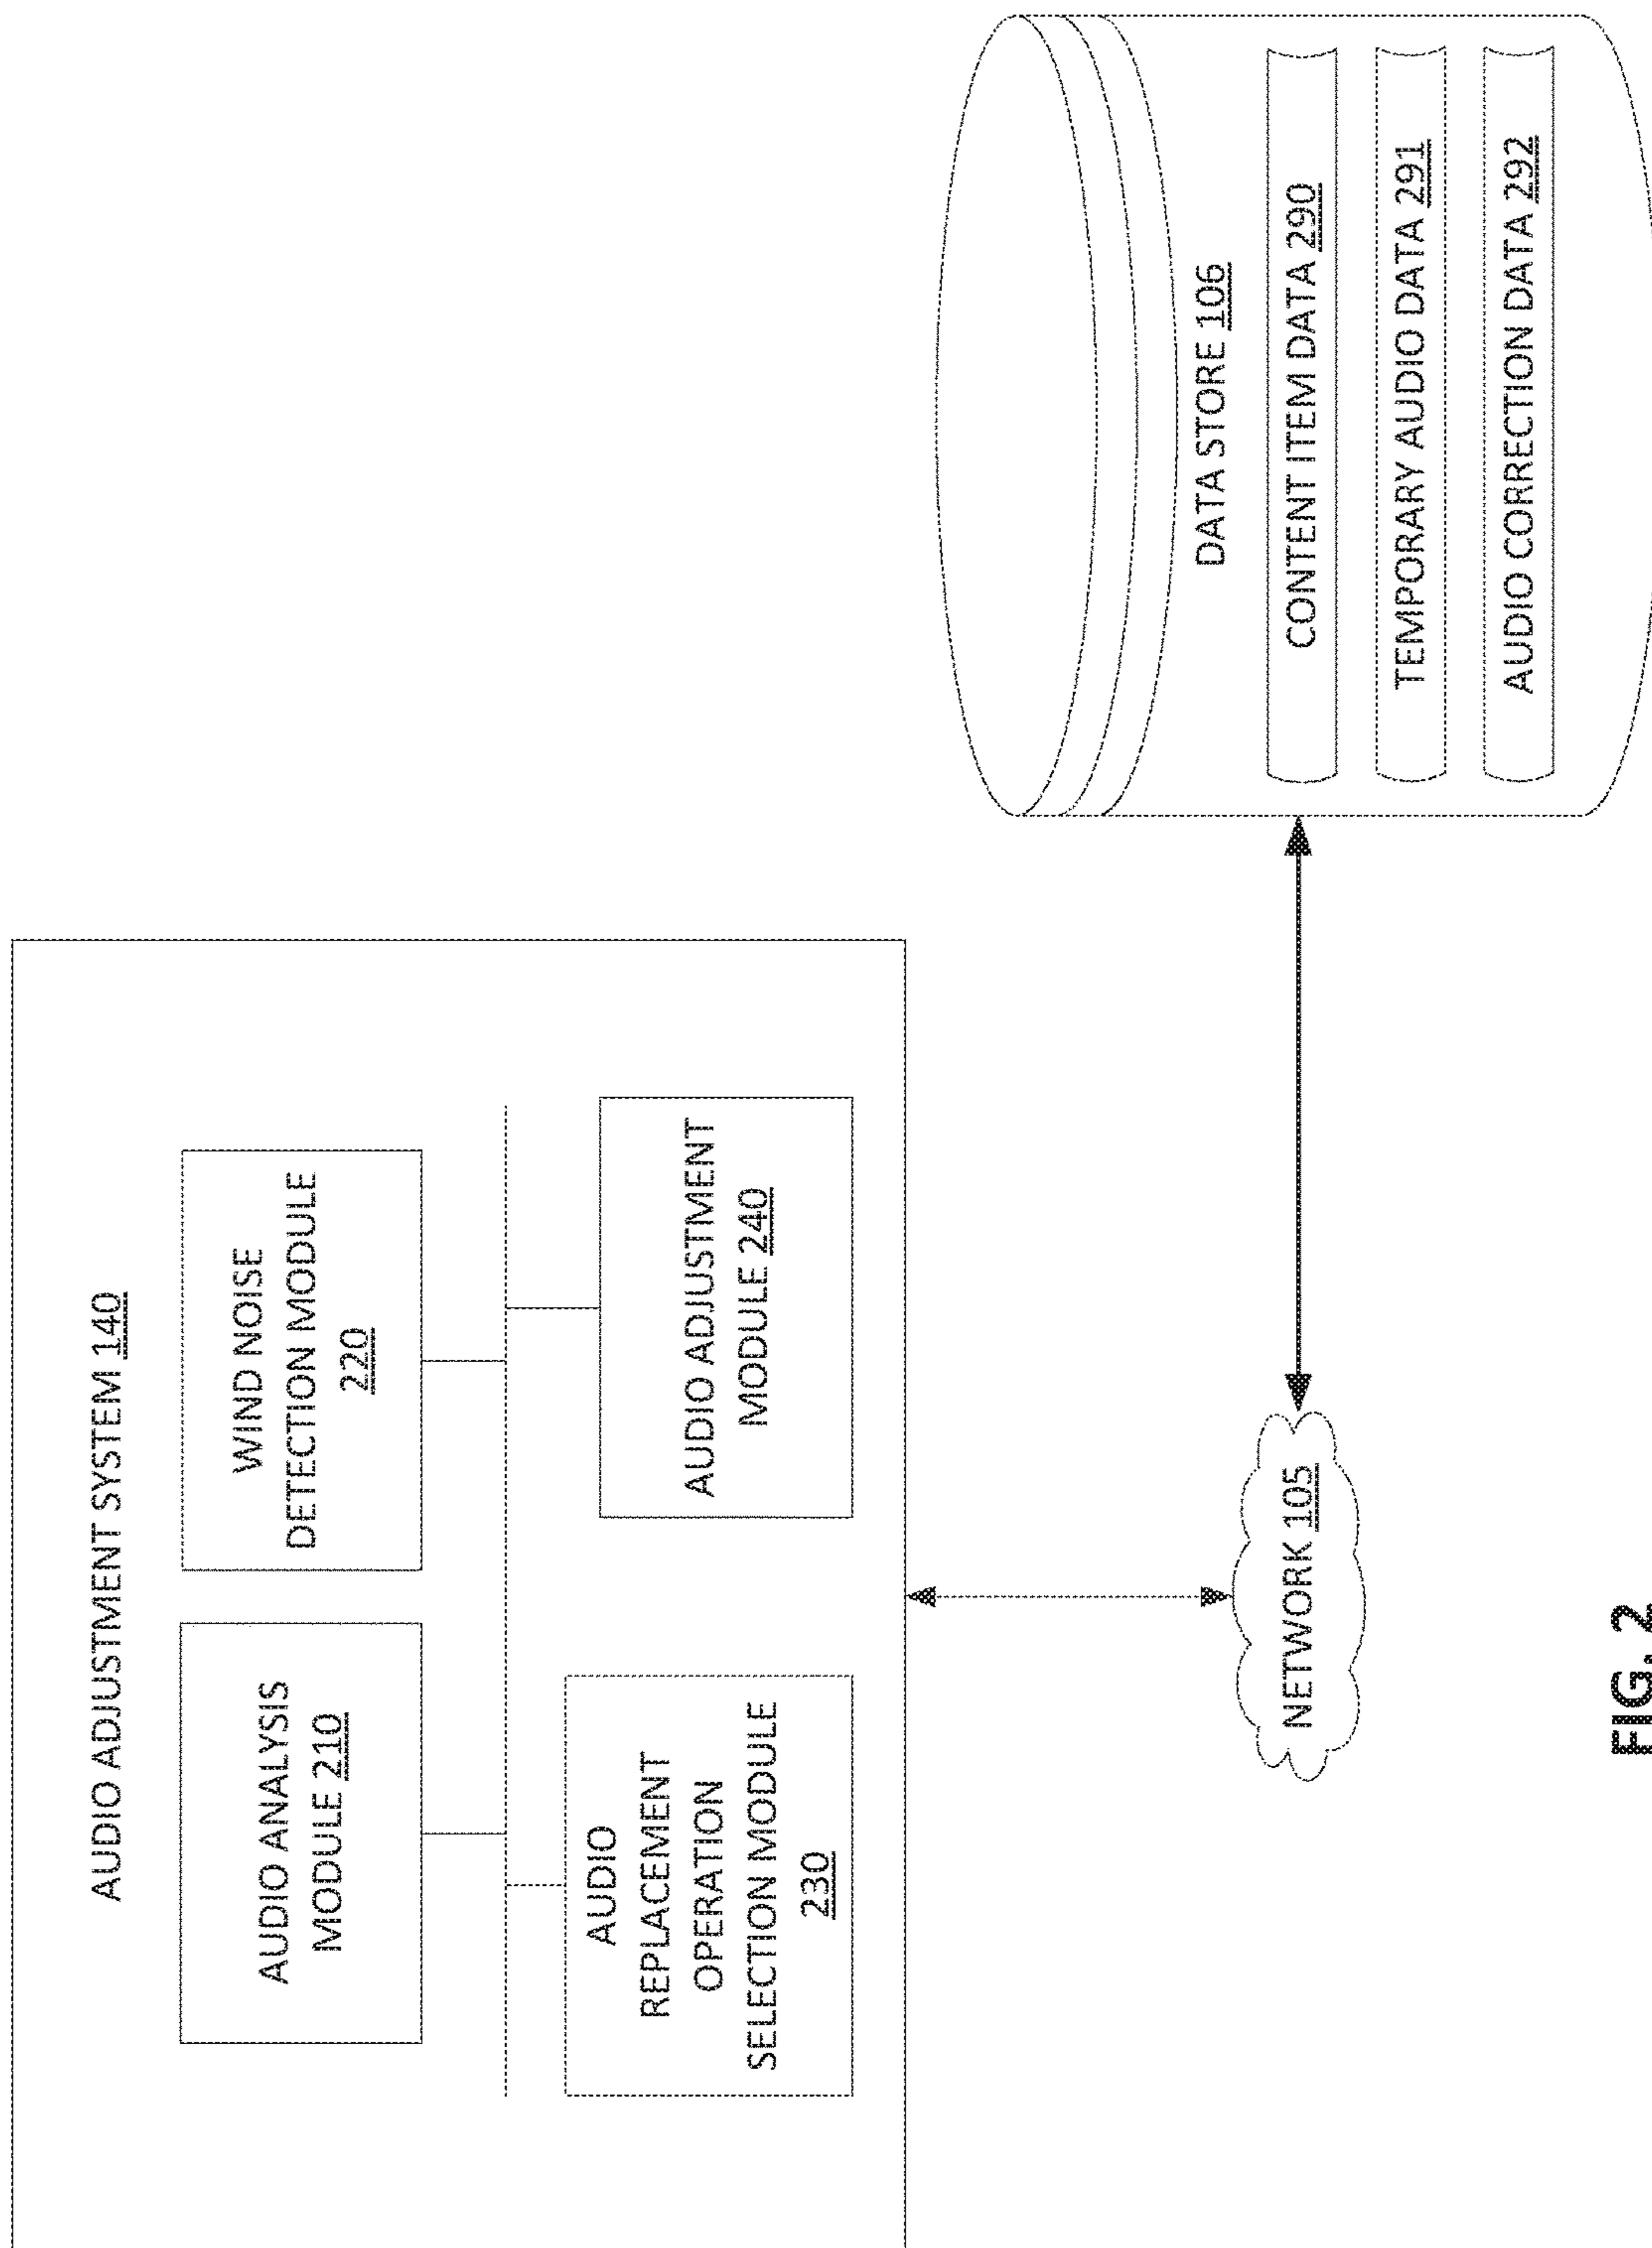 AUDIO ADJUSTMENT SYSTEM 140
AUDIO ANALYSIS
MODULE 210
WIND NOISE
DETECTION MODULE
220
AUDIO
REPLACEMENT
OPERATION
SELECTION MODULE
230
AUDIO ADJUSTMENT
MODULE 240
NETWORK 105
DATA STORE 106
CONTENT ITEM DATA 290
TEMPORARY AUDIO DATA 291
AUDIO CORRECTION DATA 292
FIG. 2